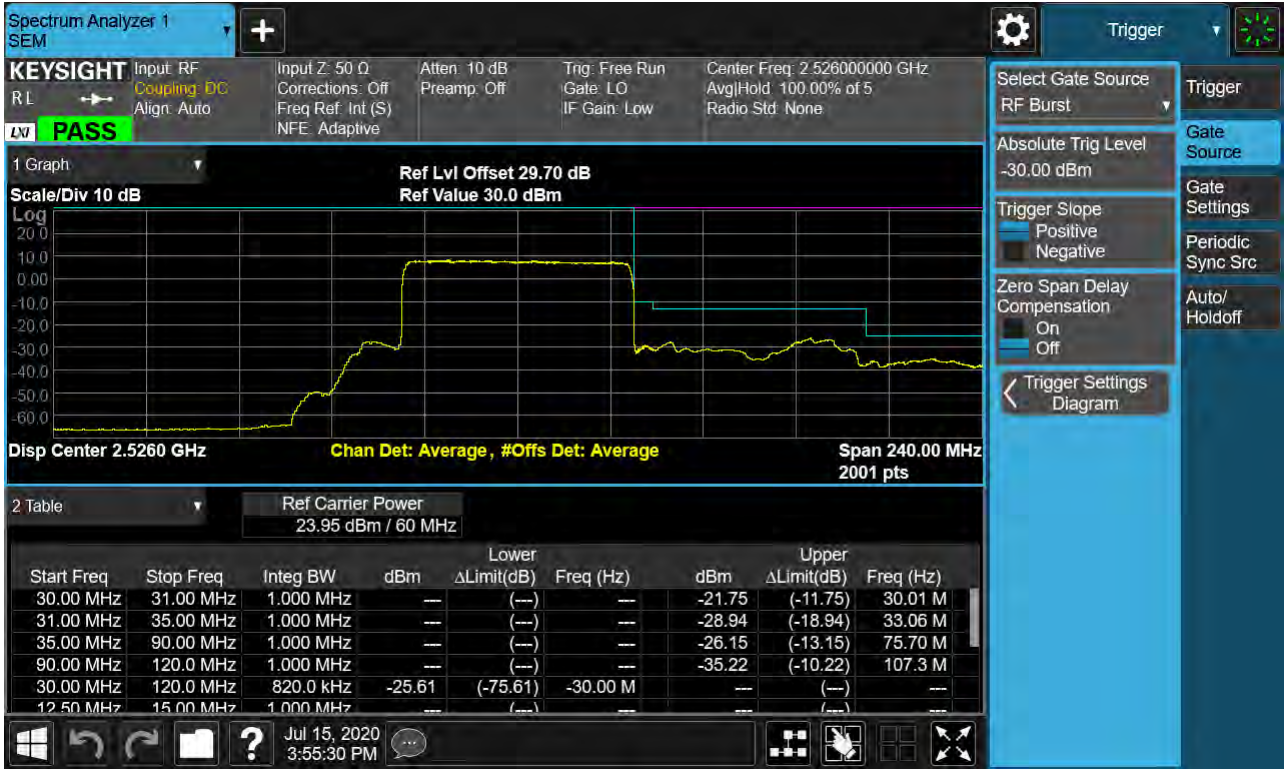 Spectrum Analyzer 1
SEM
+
Trigger
KEYSIGHT
RL
LXI
PASS
Input: RF
Coupling: DC
Align: Auto
Input Z: 50 Ω
Corrections: Off
Freq Ref: Int (S)
NFE: Adaptive
Atten: 10 dB
Preamp: Off
Trig: Free Run
Gate: LO
IF Gain: Low
Center Freq: 2.526000000 GHz
Avg|Hold: 100.00% of 5
Radio Std: None
1 Graph
Scale/Div 10 dB
Ref Lvl Offset 29.70 dB
Ref Value 30.0 dBm
Log
20.0
10.0
0.00
-10.0
-20.0
-30.0
-40.0
-50.0
-60.0
Disp Center 2.5260 GHz
Chan Det: Average, #Offs Det: Average
Span 240.00 MHz
2001 pts
2 Table
Ref Carrier Power
23.95 dBm / 60 MHz
Lower Upper
Start Freq Stop Freq Integ BW dBm ΔLimit(dB) Freq (Hz) dBm ΔLimit(dB) Freq (Hz)
30.00 MHz 31.00 MHz 1.000 MHz --- (---) --- -21.75 (-11.75) 30.01 M
31.00 MHz 35.00 MHz 1.000 MHz --- (---) --- -28.94 (-18.94) 33.06 M
35.00 MHz 90.00 MHz 1.000 MHz --- (---) --- -26.15 (-13.15) 75.70 M
90.00 MHz 120.0 MHz 1.000 MHz --- (---) --- -35.22 (-10.22) 107.3 M
30.00 MHz 120.0 MHz 820.0 kHz -25.61 (-75.61) -30.00 M --- (---) ---
12.50 MHz 15.00 MHz 1.000 MHz --- (---) --- --- (---) ---
?
Jul 15, 2020
3:55:30 PM
Select Gate Source
RF Burst
Absolute Trig Level
-30.00 dBm
Trigger Slope
Positive
Negative
Zero Span Delay
Compensation
On
Off
Trigger Settings
Diagram
Trigger
Gate
Source
Gate
Settings
Periodic
Sync Src
Auto/
Holdoff